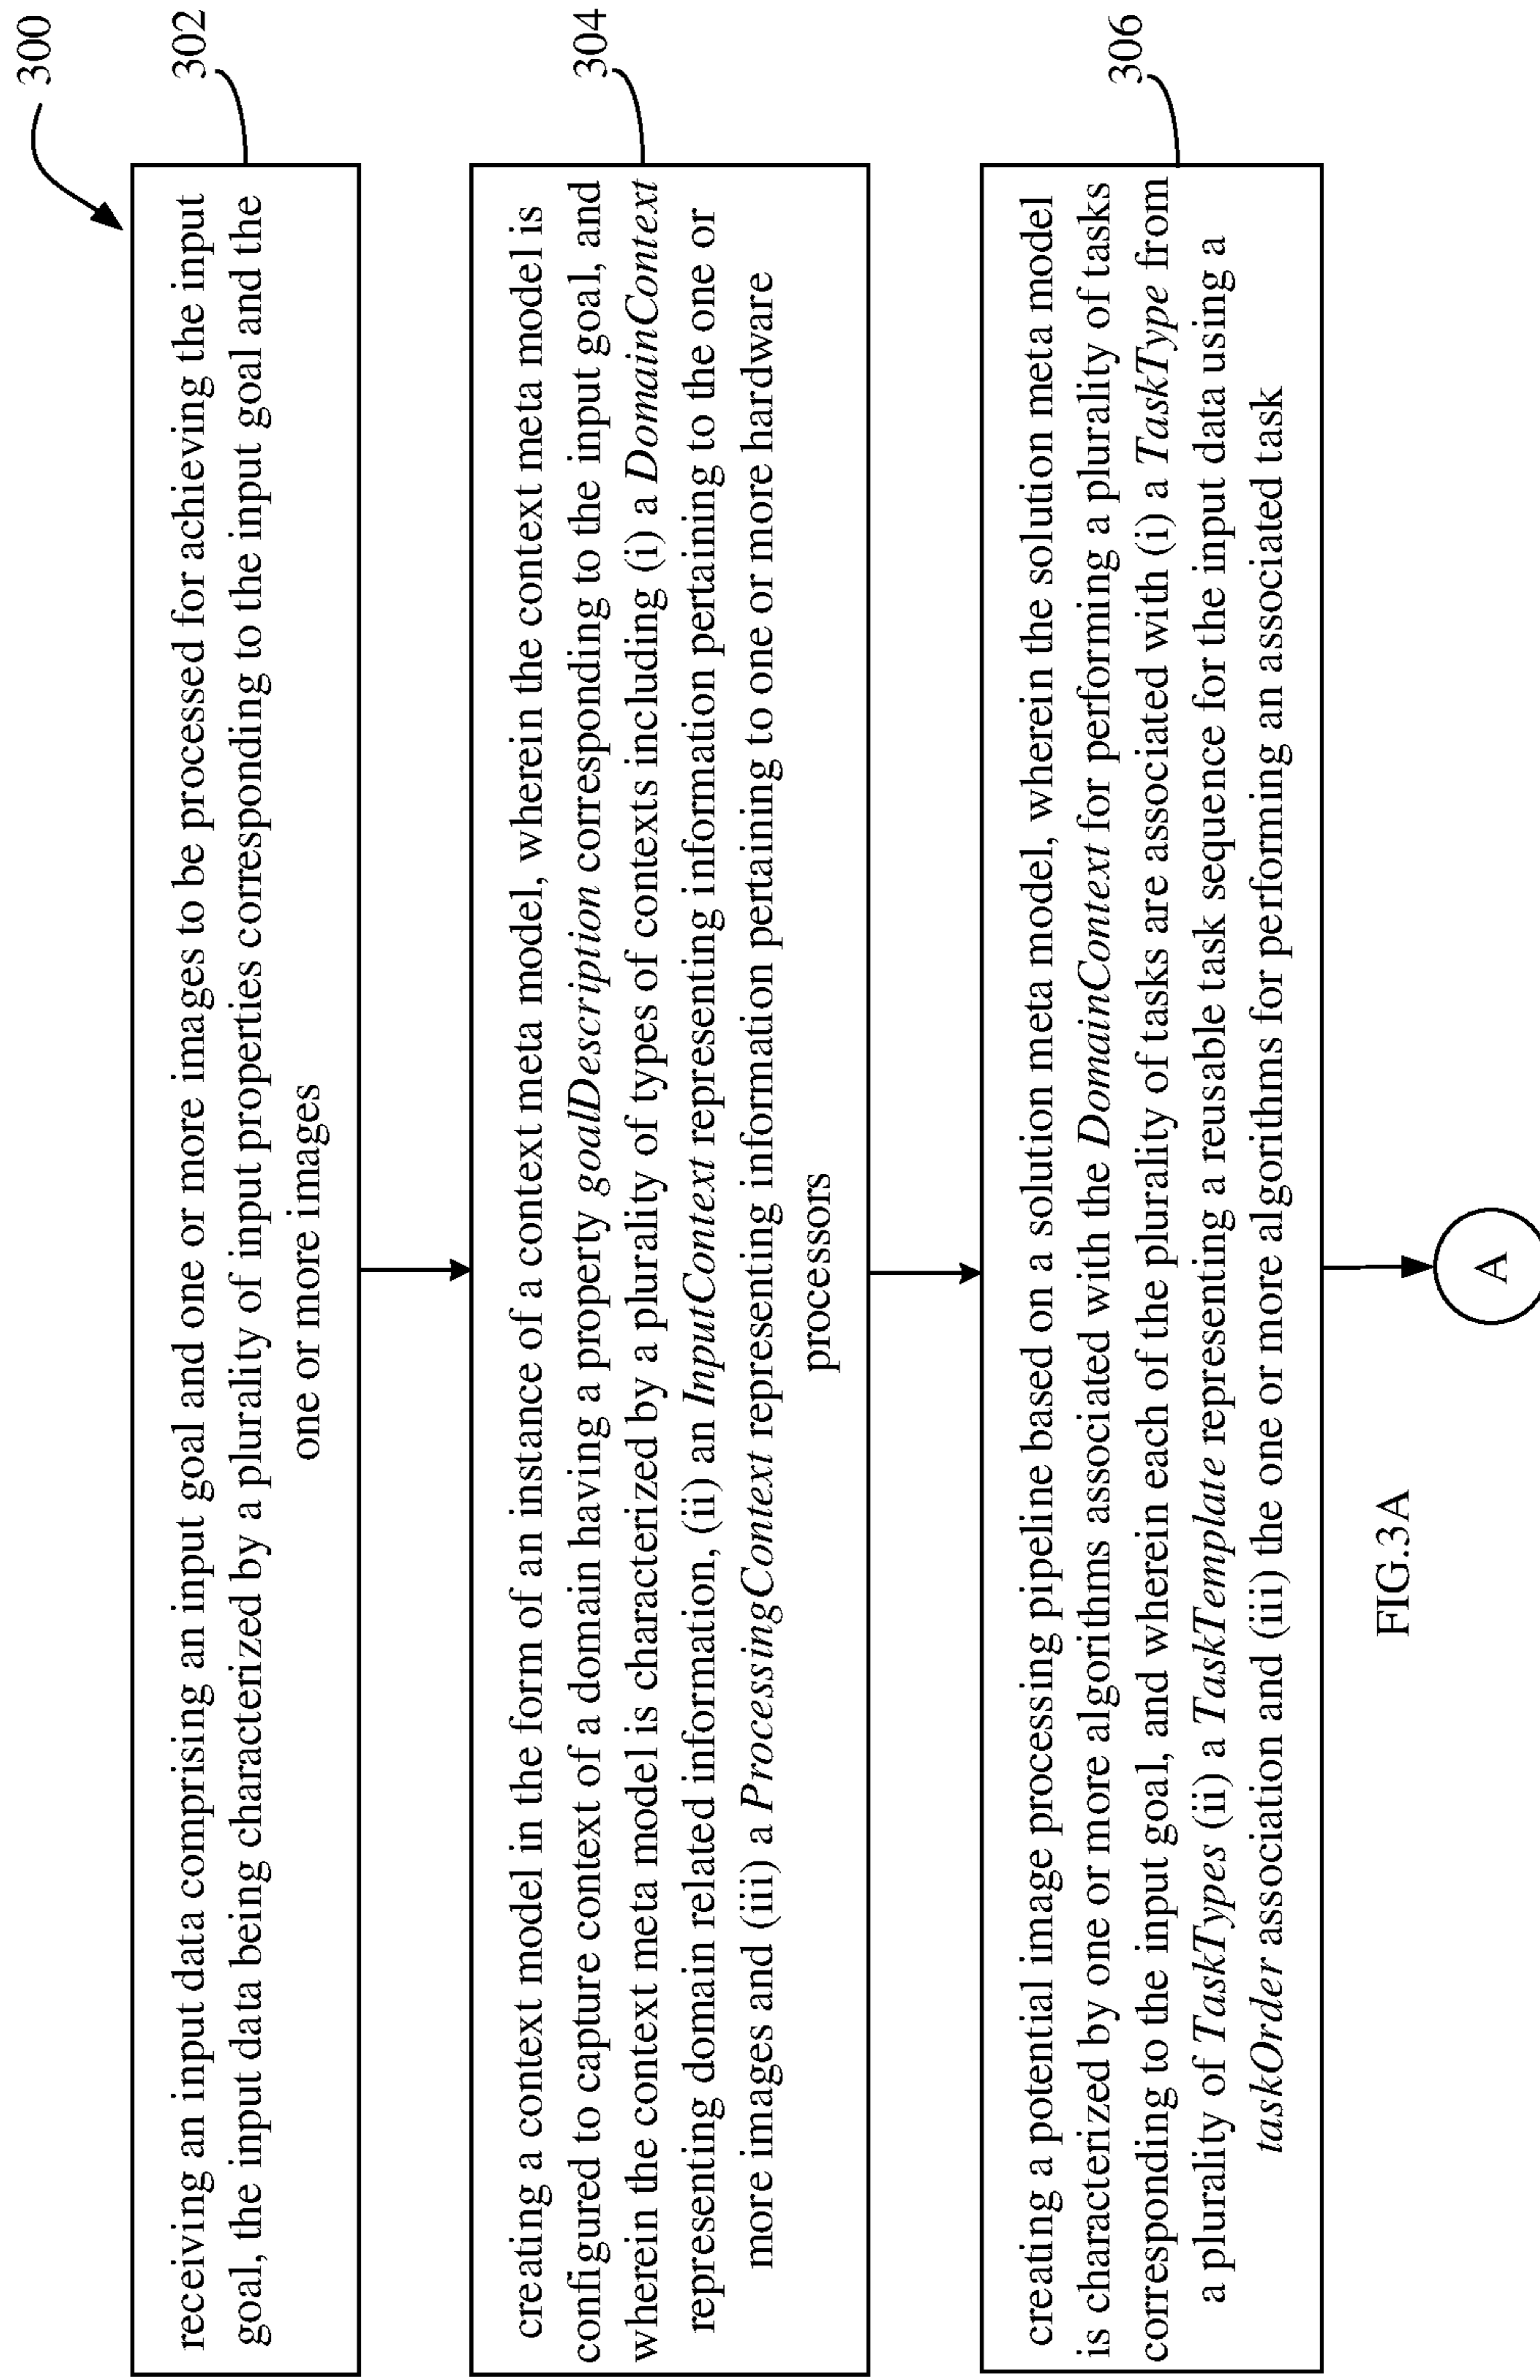 300
302
receiving an input data comprising an input goal and one or more images to be processed for achieving the input
goal, the input data being characterized by a plurality of input properties corresponding to the input goal and the
one or more images
304
creating a context model in the form of an instance of a context meta model, wherein the context meta model is
configured to capture context of a domain having a property goalDescription corresponding to the input goal, and
wherein the context meta model is characterized by a plurality of types of contexts including (i) a DomainContext
representing domain related information, (ii) an InputContext representing information pertaining to the one or
more images and (iii) a ProcessingContext representing information pertaining to one or more hardware
processors
306
creating a potential image processing pipeline based on a solution meta model, wherein the solution meta model
is characterized by one or more algorithms associated with the DomainContext for performing a plurality of tasks
corresponding to the input goal, and wherein each of the plurality of tasks are associated with (i) a TaskType from
a plurality of TaskTypes (ii) a TaskTemplate representing a reusable task sequence for the input data using a
taskOrder association and (iii) the one or more algorithms for performing an associated task
A
FIG.3A